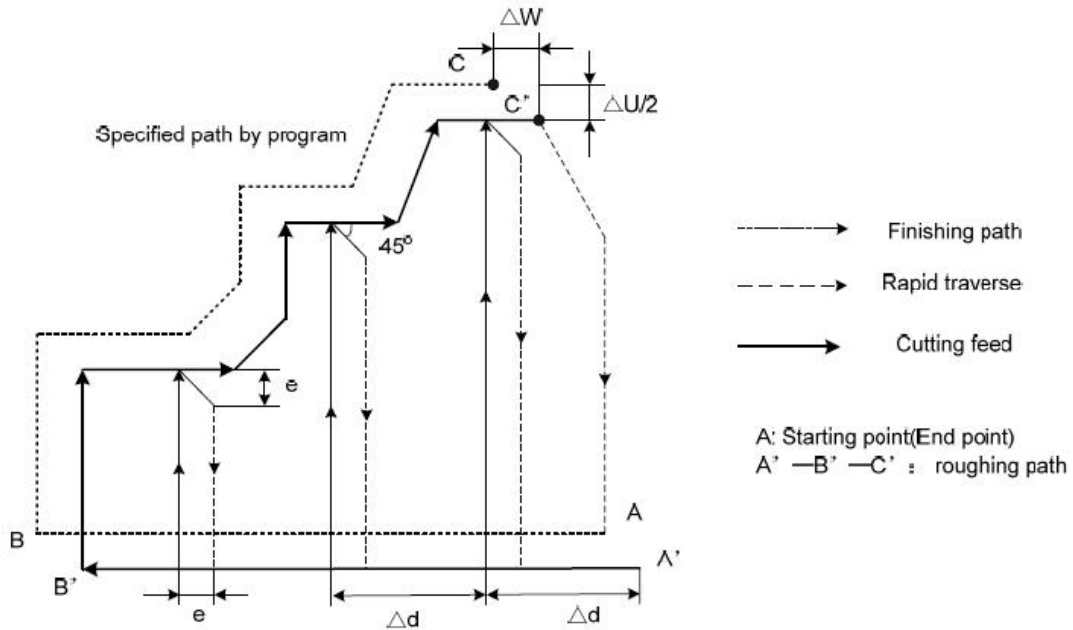 △W
C
C’
△U/2
Specified path by program
45°
e
Finishing path
Rapid traverse
Cutting feed
A: Starting point(End point)
A’ —B’ —C’ : roughing path
A
B
A’
B’
e
△d
△d